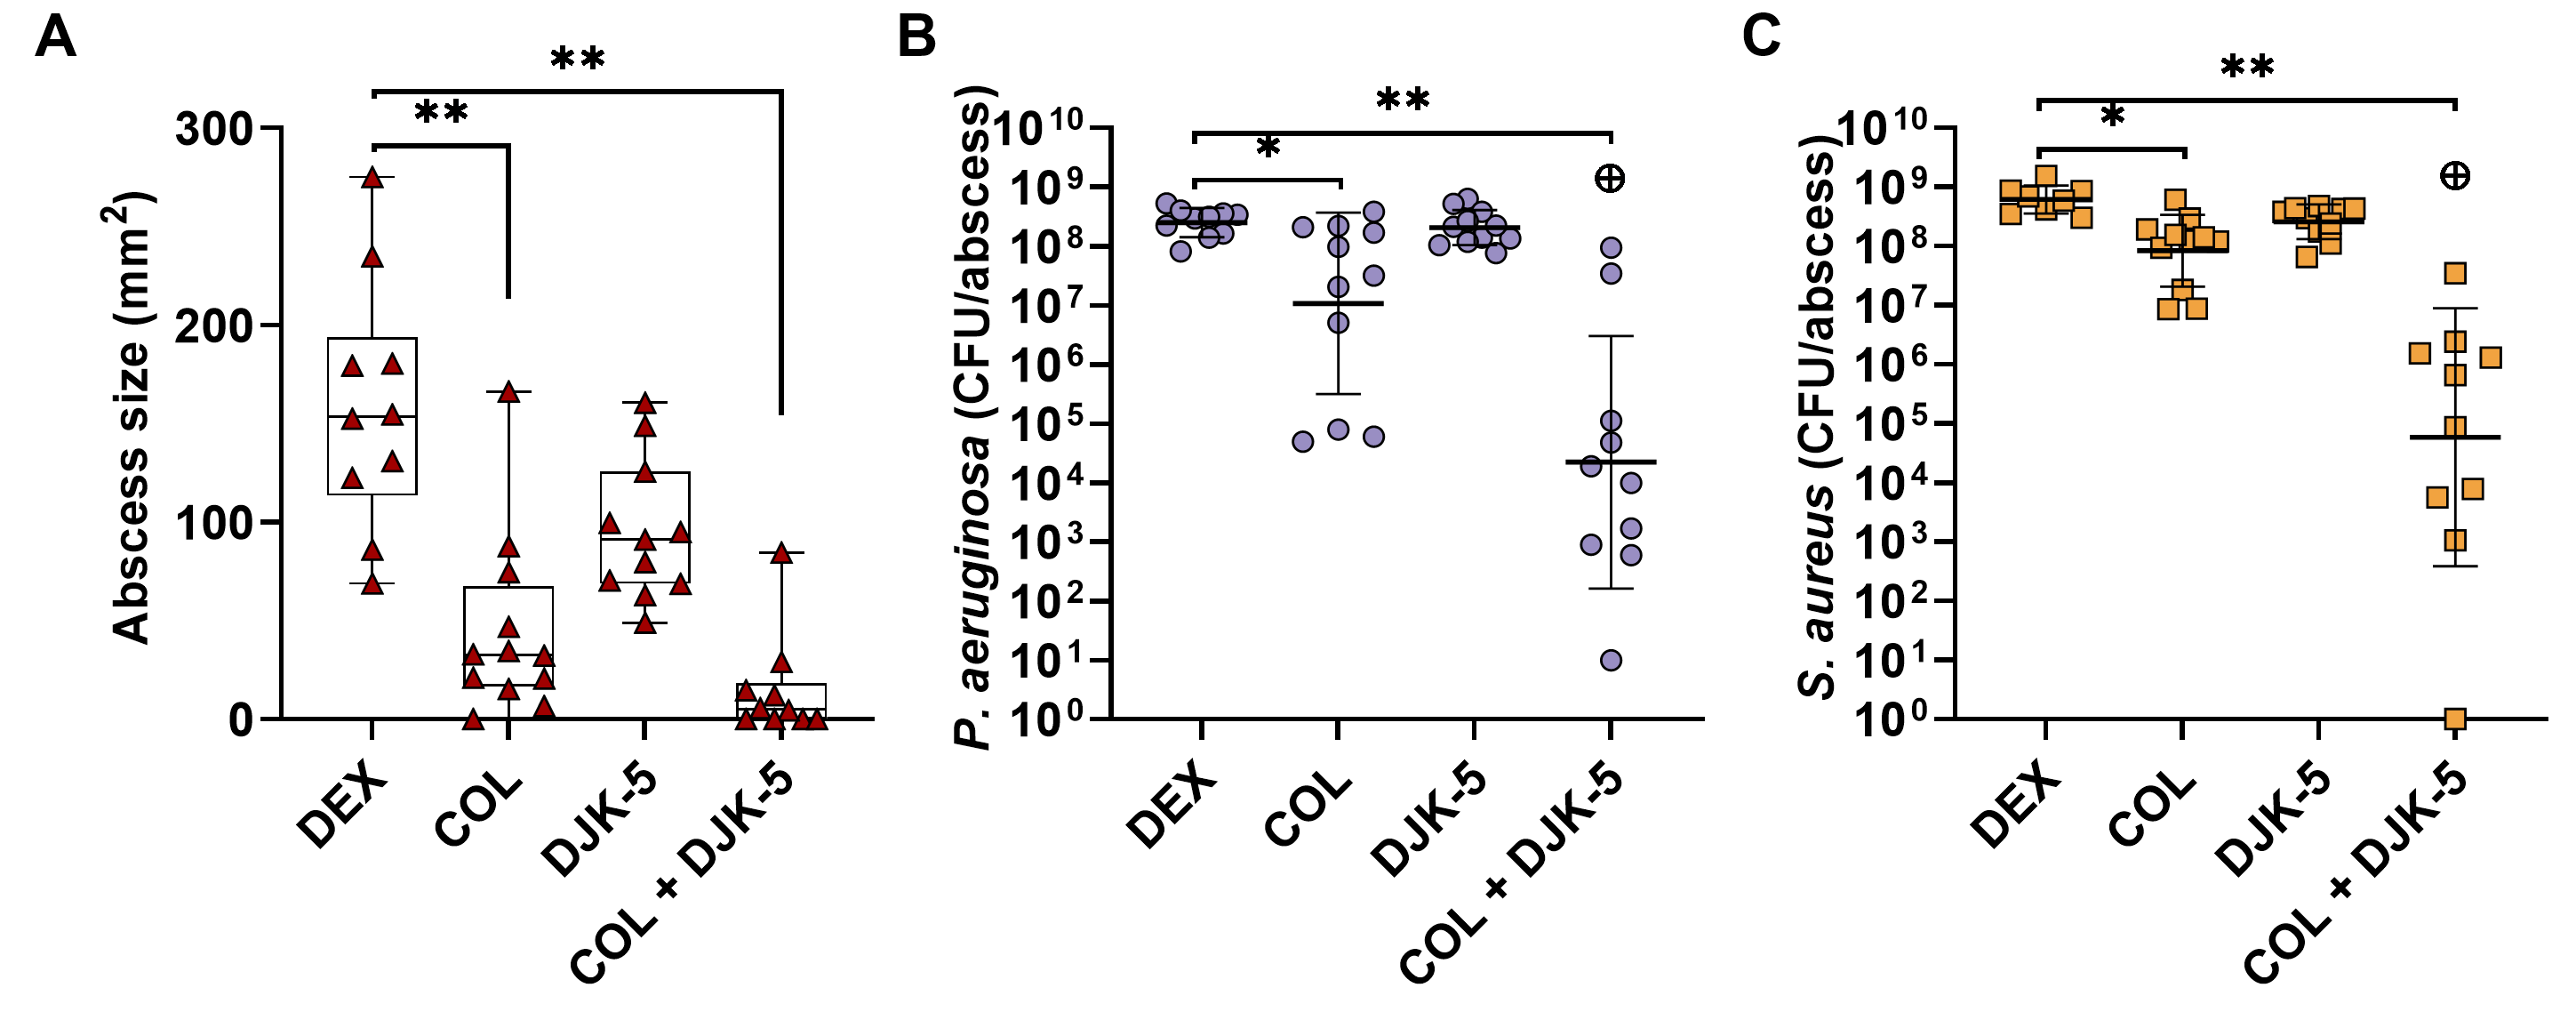 A
**
**
Abscess size (mm²)
300
200
100
0
DEX
COL
DJK-5
COL + DJK-5
B
**
*
P. aeruginosa (CFU/abscess)
10¹⁰
10⁹
10⁸
10⁷
10⁶
10⁵
10⁴
10³
10²
10¹
10⁰
DEX
COL
DJK-5
COL + DJK-5
C
**
*
S. aureus (CFU/abscess)
10¹⁰
10⁹
10⁸
10⁷
10⁶
10⁵
10⁴
10³
10²
10¹
10⁰
DEX
COL
DJK-5
COL + DJK-5